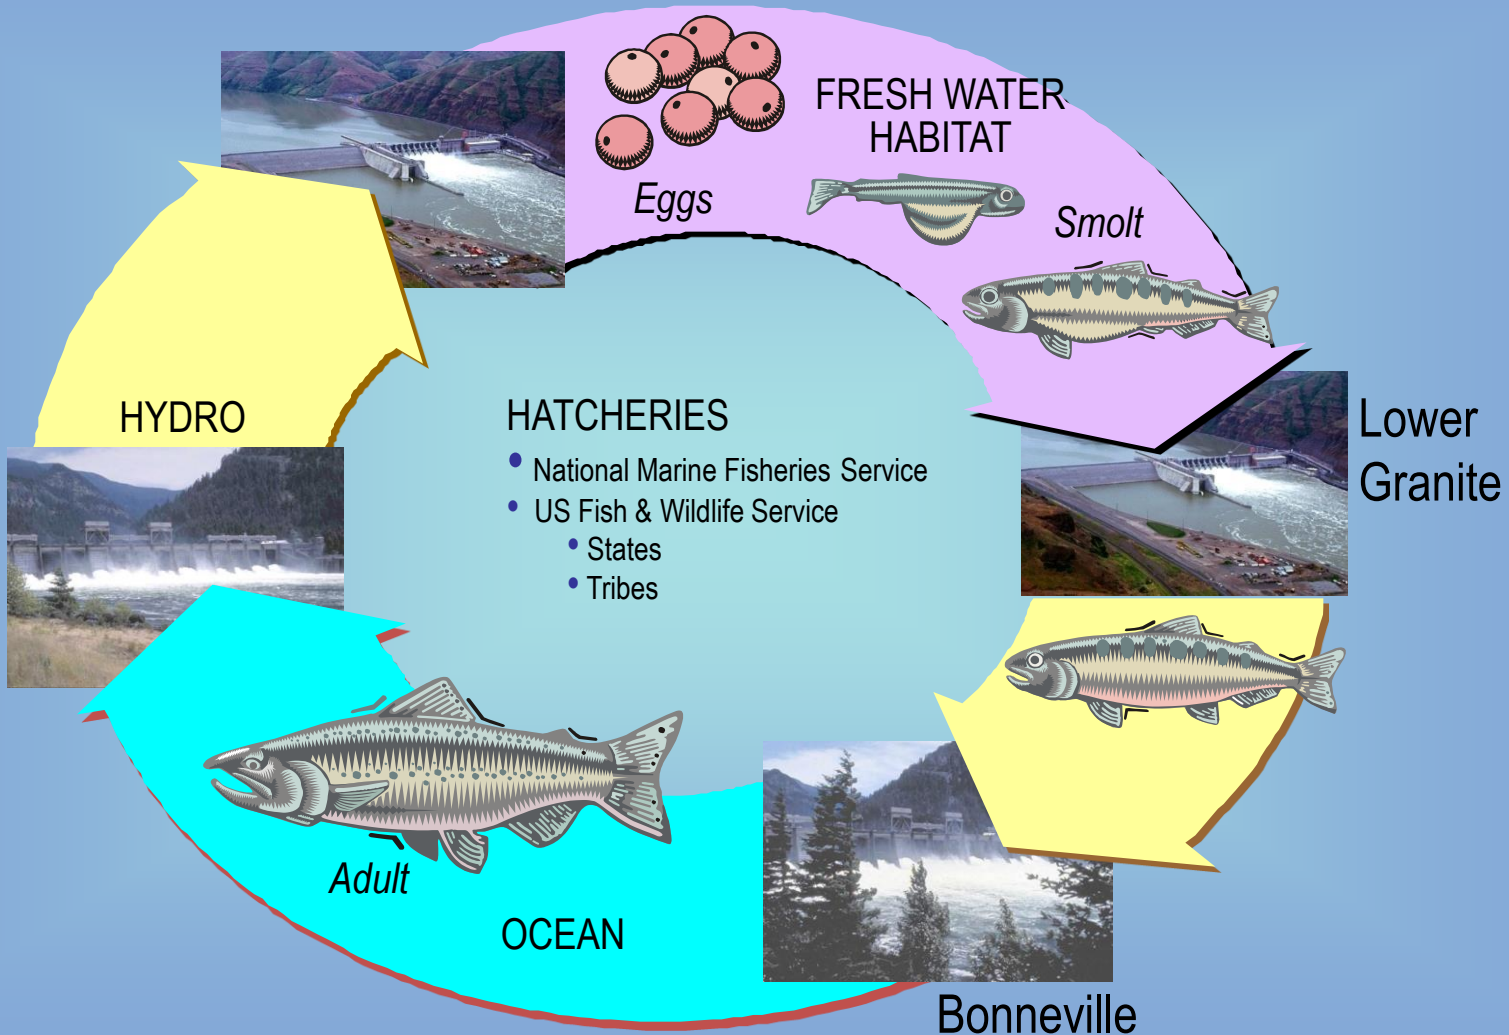 FRESH WATER
HABITAT
Eggs
Smolt
HYDRO
HATCHERIES
• National Marine Fisheries Service
• US Fish & Wildlife Service
• States
• Tribes
Lower
Granite
Adult
OCEAN
Bonneville